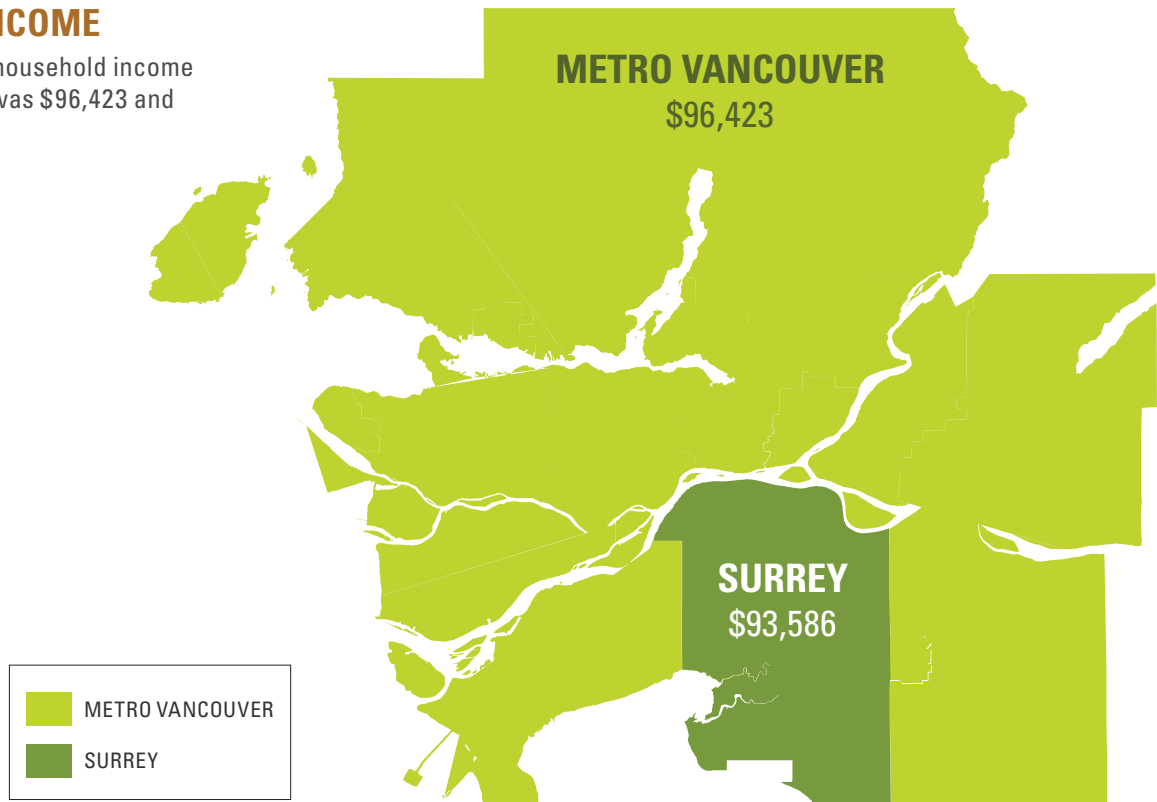 NCOME
household income
was $96,423 and
METRO VANCOUVER
$96,423
SURREY
$93,586
METRO VANCOUVER
SURREY